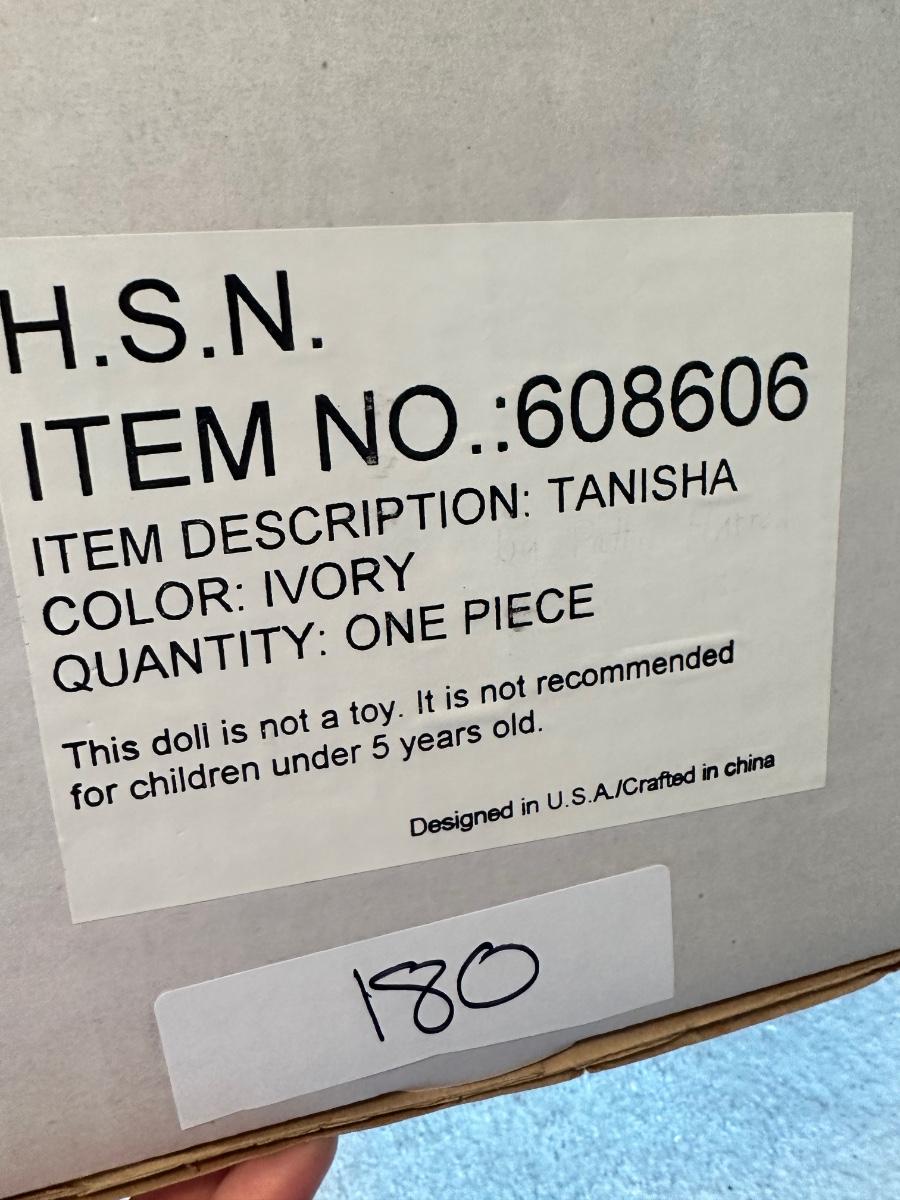 H.S.N.
ITEM NO.:608606
ITEM DESCRIPTION: TANISHA
COLOR: IVORY
QUANTITY: ONE PIECE
This doll is not a toy. It is not recommended
for children under 5 years old.
Designed in U.S.A./Crafted in china
180